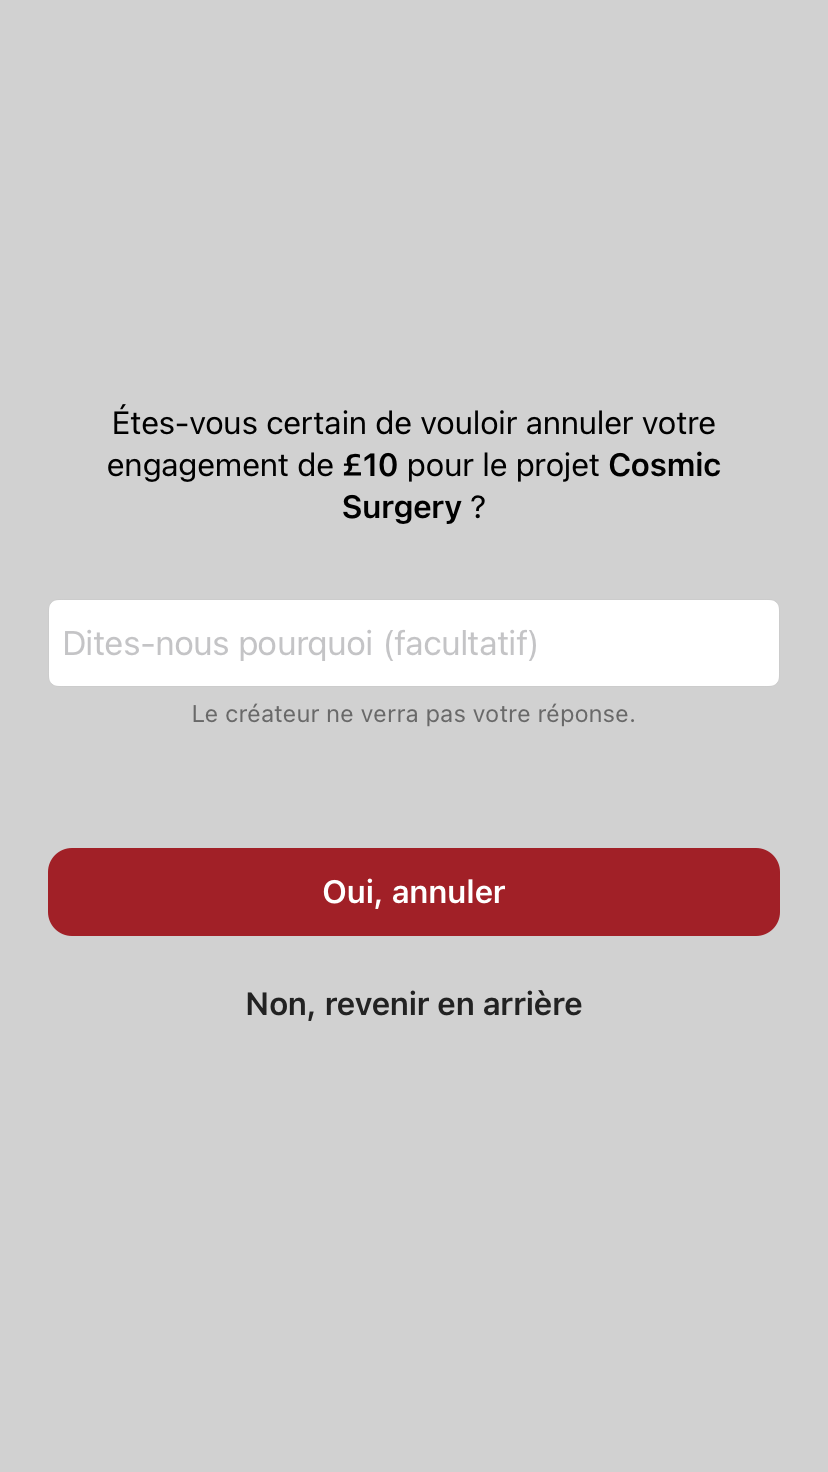 Étes-vous certain de vouloir annuler votre
engagement de £10 pour le projet Cosmic
Surgery ?
Dites-nous pourquoi (facultatif)
Le créateur ne verra pas votre réponse.
Oui, annuler
Non, revenir en arrière